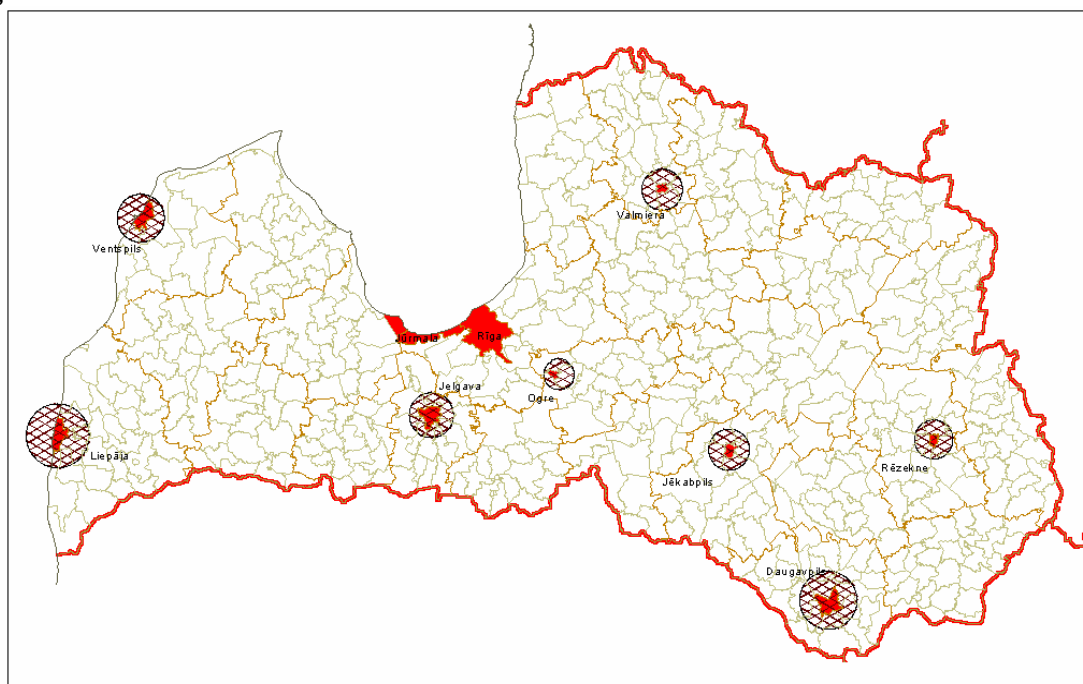 Valmiera
Ventspils
Jūrmala
Rīga
Jelgava
Ogre
Liepāja
Rēzekne
Jēkabpils
Daugavpils